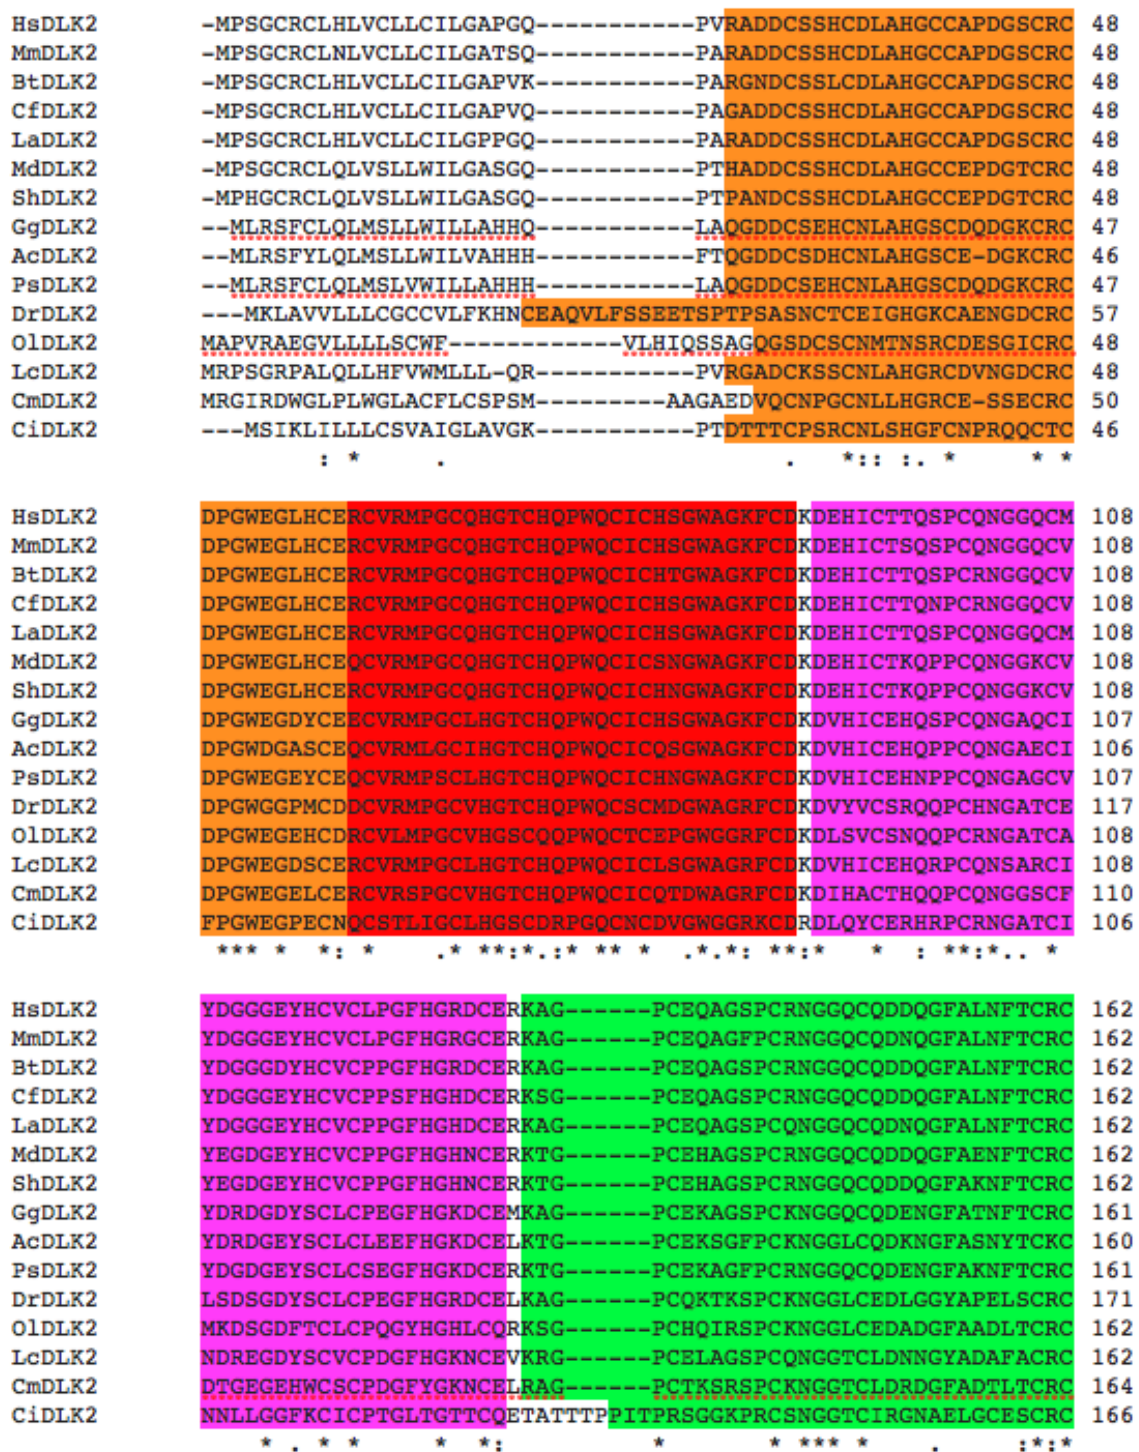 HsDLK2 -MPSGCRCLHLVCLLCILGAPGQ-----------PVRADDCSSHCDLAHGCCAPDGSCRC 48
MmDLK2 -MPSGCRCLNLVCLLCILGATSQ-----------PARADDCSSHCDLAHGCCAPDGSCRC 48
BtDLK2 -MPSGCRCLHLVCLLCILGAPVK-----------PARGNDCSSLCDLAHGCCAPDGSCRC 48
CfDLK2 -MPSGCRCLHLVCLLCILGAPVQ-----------PAGADDCSSHCDLAHGCCAPDGSCRC 48
LaDLK2 -MPSGCRCLHLVCLLCILGPPGQ-----------PARADDCSSHCDLAHGCCAPDGSCRC 48
MdDLK2 -MPSGCRCLQLVSLLWILGASGQ-----------PTHADDCSSHCDLAHGCCEPDGTCRC 48
ShDLK2 -MPHGCRCLQLVSLLWILGASGQ-----------PTPANDCSSHCDLAHGCCEPDGTCRC 48
GgDLK2 --MLRSFCLQLMSLLWILLAHHQ-----------LAQGDDCSEHCNLAHGSCDQDGKCRC 47
AcDLK2 --MLRSFYLQLMSLLWILVAHHH-----------FTQGDDCSDHCNLAHGSCE-DGKCRC 46
PsDLK2 --MLRSFCLQLMSLVWILLAHHH-----------LAQGDDCSEHCNLAHGSCDQDGKCRC 47
DrDLK2 ---MKLAVVLLLCGCCVLFKHNCEAQVLFSSEETSPTPSASNCTCEIGHGKCAENGDCRC 57
OlDLK2 MAPVRAEGVLLLLSCWF------------VLHIQSSAGQGSDCSCNMTNSRCDESGICRC 48
LcDLK2 MRPSGRPALQLLHFVWMLLL-QR-----------PVRGADCKSSCNLAHGRCDVNGDCRC 48
CmDLK2 MRGIRDWGLPLWGLACFLCSPSM---------AAGAEDVQCNPGCNLLHGRCE-SSECRC 50
CiDLK2 ---MSIKLILLLCSVAIGLAVGK-----------PTDTTTCPSRCNLSHGFCNPRQQCTC 46
: * . . *:: :. * * *
HsDLK2 DPGWEGLHCERCVRMPGCQHGTCHQPWQCICHSGWAGKFCDKDEHICTTQSPCQNGGQCM 108
MmDLK2 DPGWEGLHCERCVRMPGCQHGTCHQPWQCICHSGWAGKFCDKDEHICTSQSPCQNGGQCV 108
BtDLK2 DPGWEGLHCERCVRMPGCQHGTCHQPWQCICHTGWAGKFCDKDEHICTTQSPCRNGGQCV 108
CfDLK2 DPGWEGLHCERCVRMPGCQHGTCHQPWQCICHSGWAGKFCDKDEHICTTQNPCRNGGQCV 108
LaDLK2 DPGWEGLHCERCVRMPGCQHGTCHQPWQCICHSGWAGKFCDKDEHICTTQSPCQNGGQCM 108
MdDLK2 DPGWEGLHCEQCVRMPGCQHGTCHQPWQCICSNGWAGKFCDKDEHICTKQPPCQNGGKCV 108
ShDLK2 DPGWEGLHCERCVRMPGCQHGTCHQPWQCICHNGWAGKFCDKDEHICTKQPPCQNGGKCV 108
GgDLK2 DPGWEGDYCEECVRMPGCLHGTCHQPWQCICHSGWAGKFCDKDVHICEHQSPCQNGAQCI 107
AcDLK2 DPGWDGASCEQCVRMLGCIHGTCHQPWQCICQSGWAGKFCDKDVHICEHQPPCQNGAECI 106
PsDLK2 DPGWEGEYCEQCVRMPSCLHGTCHQPWQCICHNGWAGKFCDKDVHICEHNPPCQNGAGCV 107
DrDLK2 DPGWGGPMCDDCVRMPGCVHGTCHQPWQCSCMDGWAGRFCDKDVYVCSRQQPCHNGATCE 117
OlDLK2 DPGWEGEHCDRCVLMPGCVHGSCQQPWQCTCEPGWGGRFCDKDLSVCSNQQPCRNGATCA 108
LcDLK2 DPGWEGDSCERCVRMPGCLHGTCHQPWQCICLSGWAGRFCDKDVHICEHQRPCQNSARCI 108
CmDLK2 DPGWEGELCERCVRSPGCVHGTCHQPWQCICQTDWAGRFCDKDIHACTHQQPCQNGGSCF 110
CiDLK2 FPGWEGPECNQCSTLIGCLHGSCDRPGQCNCDVGWGGRKCDRDLQYCERHRPCRNGATCI 106
*** * *: * .* **:*.:* ** * .*.*: **:* * : **:*.. *
HsDLK2 YDGGGEYHCVCLPGFHGRDCERKAG------PCEQAGSPCRNGGQCQDDQGFALNFTCRC 162
MmDLK2 YDGGGEYHCVCLPGFHGRGCERKAG------PCEQAGFPCRNGGQCQDNQGFALNFTCRC 162
BtDLK2 YDGGGDYHCVCPPGFHGRDCERKAG------PCEQAGSPCRNGGQCQDDQGFALNFTCRC 162
CfDLK2 YDGGGEYHCVCPPSFHGHDCERKSG------PCEQAGSPCRNGGQCQDDQGFALNFTCRC 162
LaDLK2 YDGGGEYHCVCPPGFHGHDCERKAG------PCEQAGSPCQNGGQCQDNQGFALNFTCRC 162
MdDLK2 YEGDGEYHCVCPPGFHGHNCERKTG------PCEHAGSPCRNGGQCQDDQGFAENFTCRC 162
ShDLK2 YEGDGEYHCVCPPGFHGHNCERKTG------PCEHAGSPCRNGGQCQDDQGFAKNFTCRC 162
GgDLK2 YDRDGEYSCLCPEGFHGKDCEMKAG------PCEKAGSPCKNGGQCQDENGFATNFTCRC 161
AcDLK2 YDRDGEYSCLCLEEFHGKDCELKTG------PCEKSGFPCKNGGLCQDKNGFASNYTCKC 160
PsDLK2 YDGDGEYSCLCSEGFHGKDCERKTG------PCEKAGFPCKNGGQCQDENGFAKNFTCRC 161
DrDLK2 LSDSGDYSCLCPEGFHGRDCELKAG------PCQKTKSPCKNGGLCEDLGGYAPELSCRC 171
OlDLK2 MKDSGDFTCLCPQGYHGHLCQRKSG------PCHQIRSPCKNGGLCEDADGFAADLTCRC 162
LcDLK2 NDREGDYSCVCPDGFHGKNCEVKRG------PCELAGSPCQNGGTCLDNNGYADAFACRC 162
CmDLK2 DTGEGEHWCSCPDGFYGKNCELRAG------PCTKSRSPCKNGGTCLDRDGFADTLTCRC 164
CiDLK2 NNLLGGFKCICPTGLTGTTCQETATTTTPPITPRSGGKPRCSNGGTCIRGNAELGCESCRC 166
* . * * * *: * * *** * . :*:*